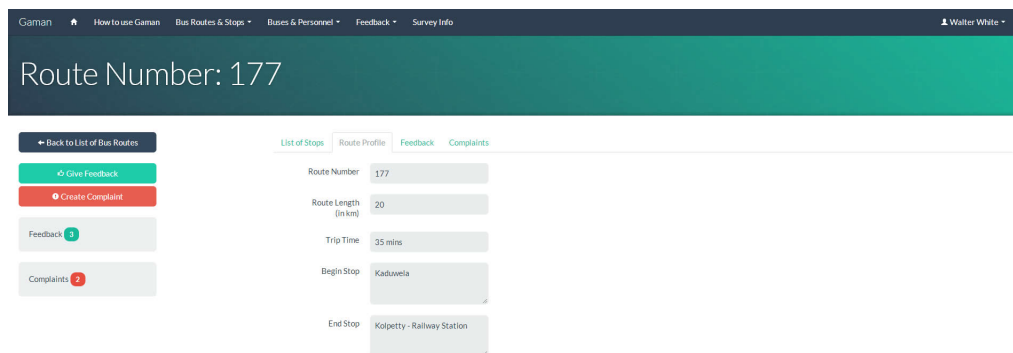 Gaman How to use Gaman Bus Routes & Stops Buses & Personnel Feedback Survey Info Walter White
Route Number: 177
Back to List of Bus Routes
Give Feedback
Create Complaint
Feedback 3
Complaints 2
List of Stops Route Profile Feedback Complaints
Route Number 177
Route Length 20
(in km)
Trip Time 35 mins
Begin Stop Kaduwela
End Stop Kolpetty - Railway Station